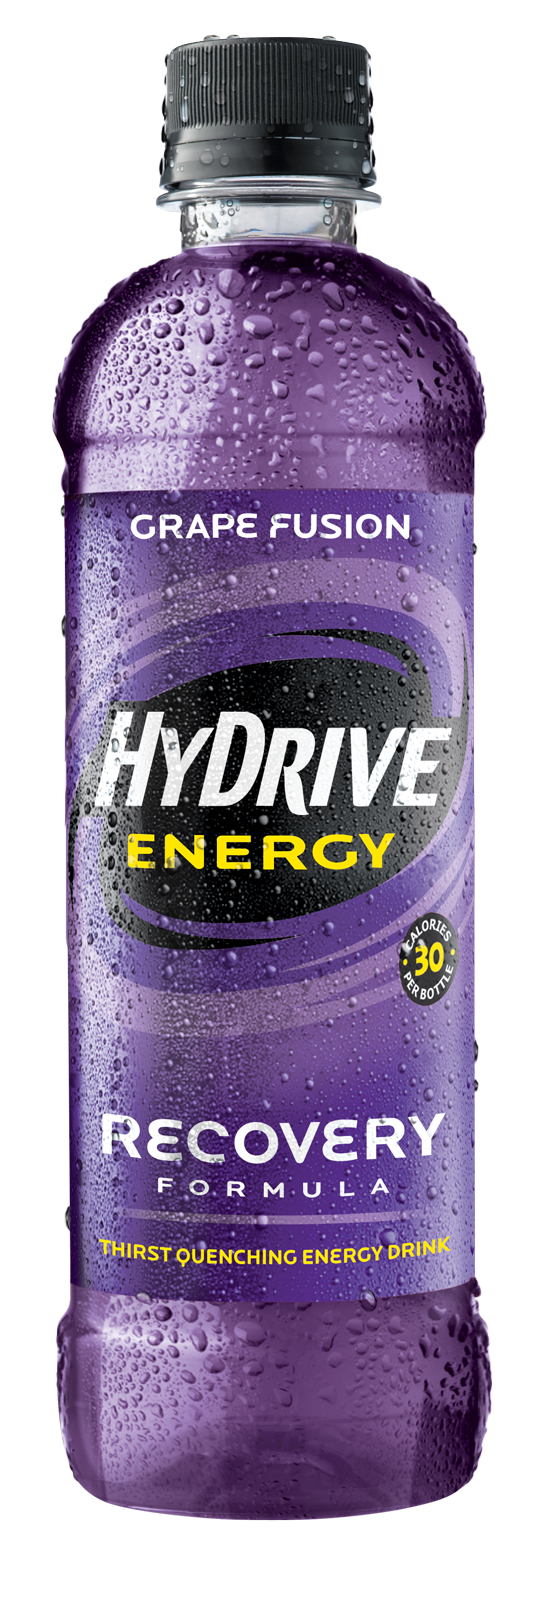 GRAPE FUSION
HYDRIVE
ENERGY
CALORIES
30
PER BOTTLE
RECOVERY
FORMULA
THIRST QUENCHING ENERGY DRINK